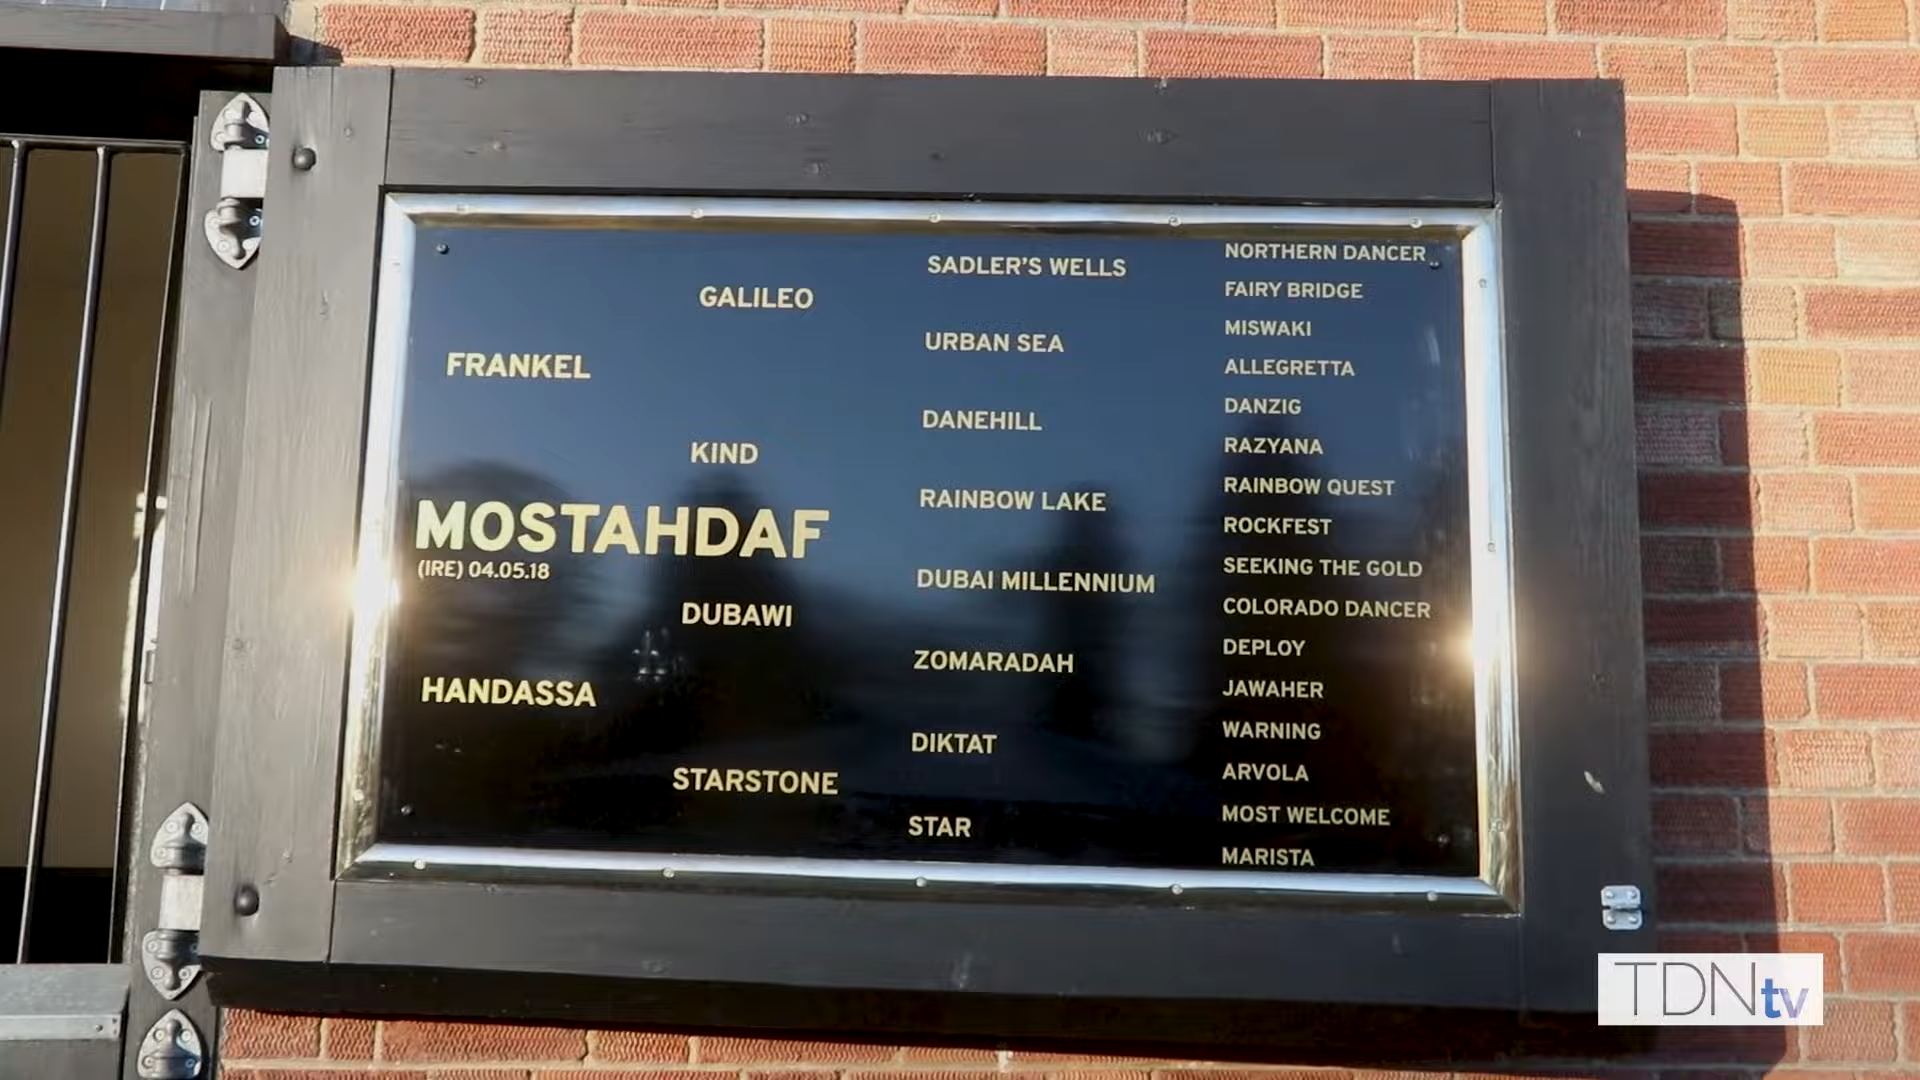 FRANKEL
MOSTAHDAF
(IRE) 04.05.18
HANDASSA
GALILEO
KIND
DUBAWI
STARSTONE
SADLER'S WELLS
URBAN SEA
DANEHILL
RAINBOW LAKE
DUBAI MILLENNIUM
ZOMARADAH
DIKTAT
STAR
NORTHERN DANCER
FAIRY BRIDGE
MISWAKI
ALLEGRETTA
DANZIG
RAZYANA
RAINBOW QUEST
ROCKFEST
SEEKING THE GOLD
COLORADO DANCER
DEPLOY
JAWAHER
WARNING
ARVOLA
MOST WELCOME
MARISTA
TDNtv